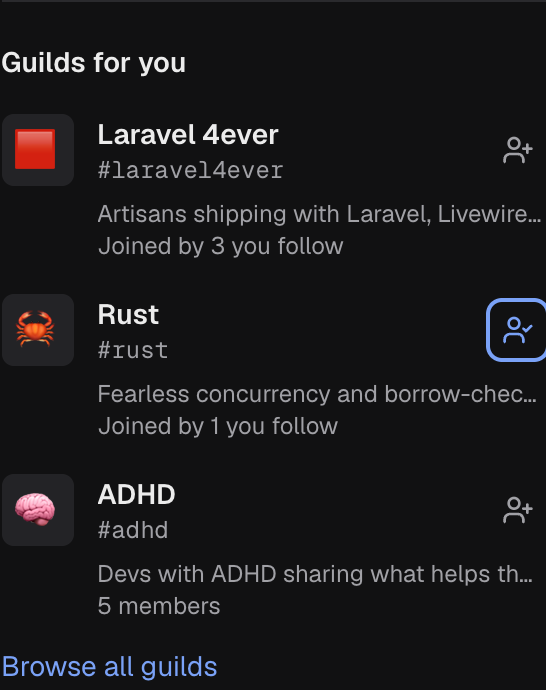 Guilds for you
Laravel 4ever
#laravel4ever
Artisans shipping with Laravel, Livewire...
Joined by 3 you follow
Rust
#rust
Fearless concurrency and borrow-chec...
Joined by 1 you follow
ADHD
#adhd
Devs with ADHD sharing what helps th...
5 members
Browse all guilds